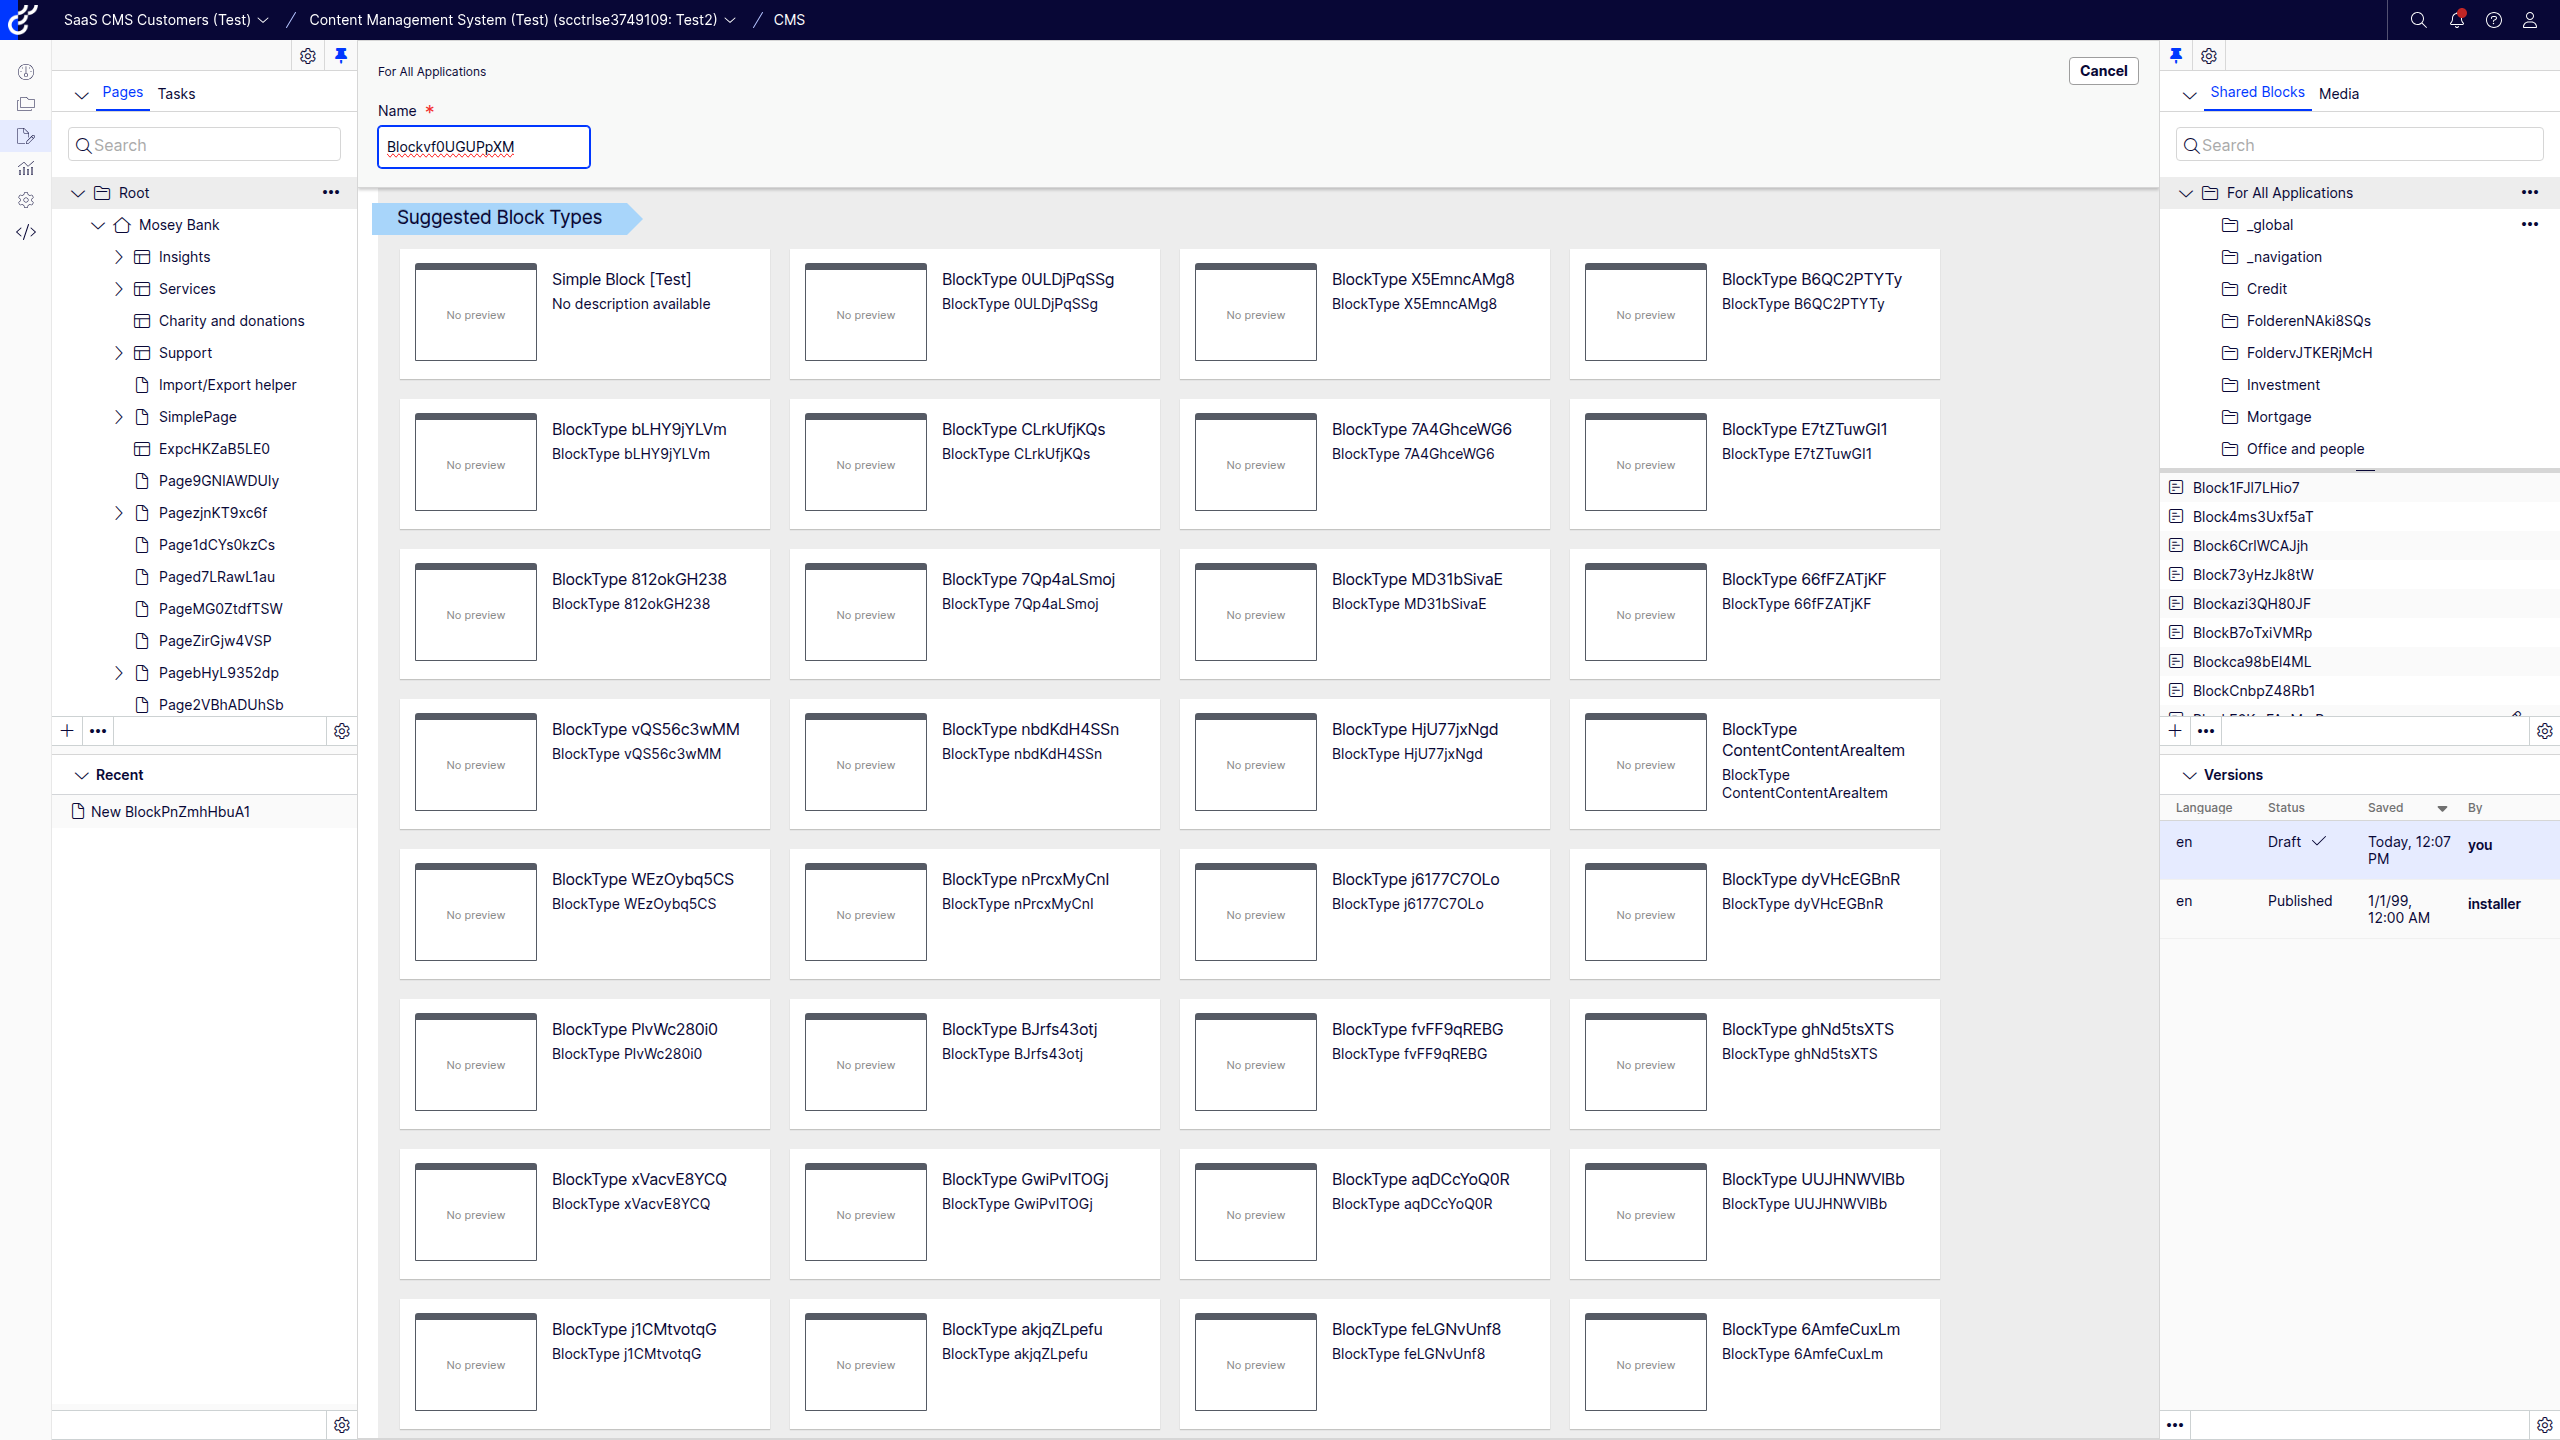 SaaS CMS Customers (Test) / Content Management System (Test) (scctrlse3749109: Test2) / CMS
Pages Tasks
Search
Root
Mosey Bank
Insights
Services
Charity and donations
Support
Import/Export helper
SimplePage
ExpcHKZaB5LE0
Page9GNIAWDUly
PagezjnKT9xc6f
Page1dCYs0kzCs
Paged7LRawL1au
PageMG0ZtdfTSW
PageZirGjw4VSP
PagebHyL9352dp
Page2VBhADUhSb
Recent
New BlockPnZmhHbuA1
For All Applications
Cancel
Name *
Blockvf0UGUPpXM
Suggested Block Types
No preview
Simple Block [Test]
No description available
No preview
BlockType 0ULDjPqSSg
BlockType 0ULDjPqSSg
No preview
BlockType X5EmncAMg8
BlockType X5EmncAMg8
No preview
BlockType B6QC2PTYTy
BlockType B6QC2PTYTy
No preview
BlockType bLHY9jYLVm
BlockType bLHY9jYLVm
No preview
BlockType CLrkUfjKQs
BlockType CLrkUfjKQs
No preview
BlockType 7A4GhceWG6
BlockType 7A4GhceWG6
No preview
BlockType E7tZTuwGI1
BlockType E7tZTuwGI1
No preview
BlockType 812okGH238
BlockType 812okGH238
No preview
BlockType 7Qp4aLSmoj
BlockType 7Qp4aLSmoj
No preview
BlockType MD31bSivaE
BlockType MD31bSivaE
No preview
BlockType 66fFZATjKF
BlockType 66fFZATjKF
No preview
BlockType vQS56c3wMM
BlockType vQS56c3wMM
No preview
BlockType nbdKdH4SSn
BlockType nbdKdH4SSn
No preview
BlockType HjU77jxNgd
BlockType HjU77jxNgd
No preview
BlockType
ContentContentAreaItem
BlockType
ContentContentAreaItem
No preview
BlockType WEzOybq5CS
BlockType WEzOybq5CS
No preview
BlockType nPrcxMyCnI
BlockType nPrcxMyCnI
No preview
BlockType j6177C7OLo
BlockType j6177C7OLo
No preview
BlockType dyVHcEGBnR
BlockType dyVHcEGBnR
No preview
BlockType PlvWc280i0
BlockType PlvWc280i0
No preview
BlockType BJrfs43otj
BlockType BJrfs43otj
No preview
BlockType fvFF9qREBG
BlockType fvFF9qREBG
No preview
BlockType ghNd5tsXTS
BlockType ghNd5tsXTS
No preview
BlockType xVacvE8YCQ
BlockType xVacvE8YCQ
No preview
BlockType GwiPvITOGj
BlockType GwiPvITOGj
No preview
BlockType aqDCcYoQ0R
BlockType aqDCcYoQ0R
No preview
BlockType UUJHNWVlBb
BlockType UUJHNWVlBb
No preview
BlockType j1CMtvotqG
BlockType j1CMtvotqG
No preview
BlockType akjqZLpefu
BlockType akjqZLpefu
No preview
BlockType feLGNvUnf8
BlockType feLGNvUnf8
No preview
BlockType 6AmfeCuxLm
BlockType 6AmfeCuxLm
Shared Blocks Media
Search
For All Applications
_global
_navigation
Credit
FolderenNAki8SQs
FoldervJTKERjMcH
Investment
Mortgage
Office and people
Block1FJl7LHio7
Block4ms3Uxf5aT
Block6CrlWCAJjh
Block73yHzJk8tW
Blockazi3QH80JF
BlockB7oTxiVMRp
Blockca98bEl4ML
BlockCnbpZ48Rb1
Versions
Language Status Saved By
en Draft Today, 12:07 PM you
en Published 1/1/99, 12:00 AM installer